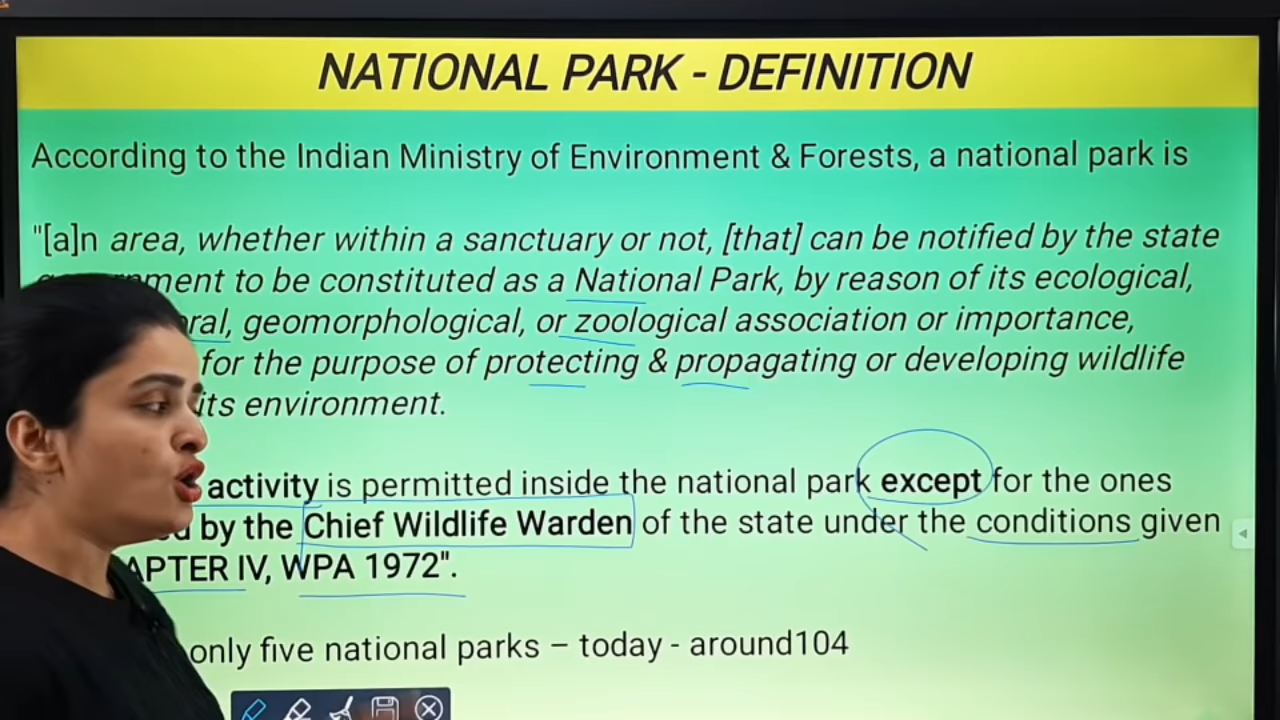 NATIONAL PARK - DEFINITION
According to the Indian Ministry of Environment & Forests, a national park is
"[a]n area, whether within a sanctuary or not, [that] can be notified by the state
to be constituted as a National Park, by reason of its ecological,
geomorphological, or zoological association or importance,
for the purpose of protecting & propagating or developing wildlife
its environment.
activity is permitted inside the national park except for the ones
by the Chief Wildlife Warden of the state under the conditions given
IV, WPA 1972".
only five national parks – today - around104